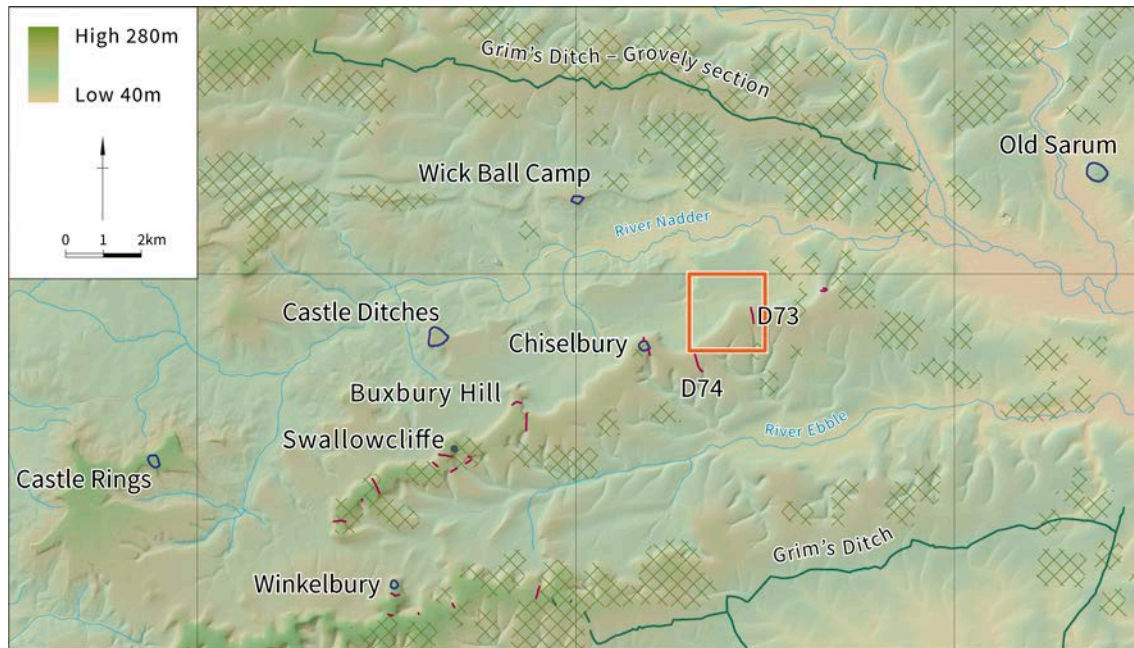 High 280m
Low 40m
0 1 2km
Grim's Ditch – Grovely section
Old Sarum
Wick Ball Camp
River Nadder
Castle Ditches
D73
Chiselbury
D74
Buxbury Hill
River Ebble
Swallowcliffe
Castle Rings
Grim's Ditch
Winkelbury